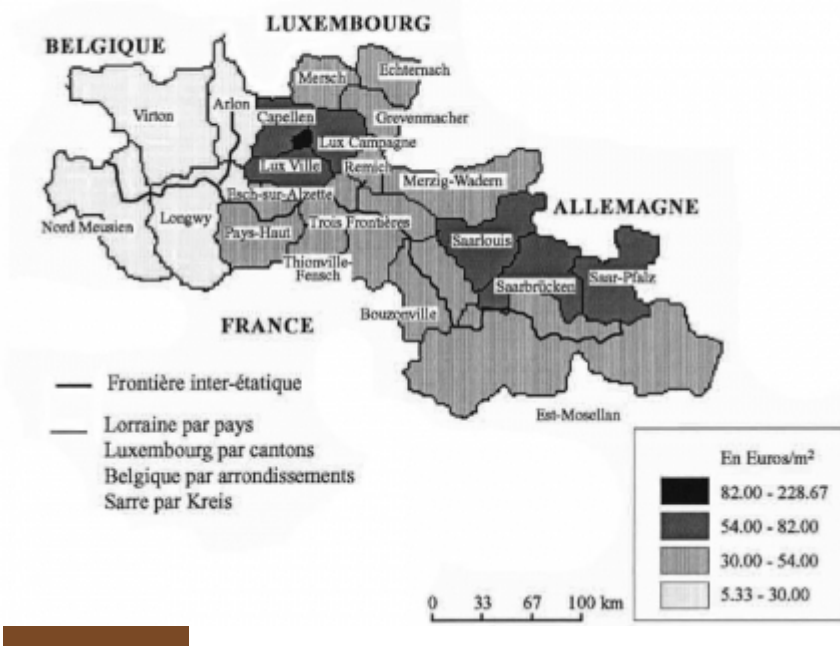 LUXEMBOURG
BELGIQUE
Echternach
Mersch
Arlon
Virton
Capellen
Grevenmacher
Lux Campagne
Lux Ville
Remich
Merzig-Wadern
Esch-sur-Alzette
ALLEMAGNE
Nord Meusien
Longwy
Trois Frontières
Pays-Haut
Saarlouis
Thionville-
Fensch
Saar-Pfalz
Saarbrücken
Bouzonville
FRANCE
Frontière inter-étatique
Est-Mosellan
Lorraine par pays
Luxembourg par cantons
Belgique par arrondissements
Sarre par Kreis
En Euros/m²
82.00 - 228.67
54.00 - 82.00
30.00 - 54.00
5.33 - 30.00
0 33 67 100 km